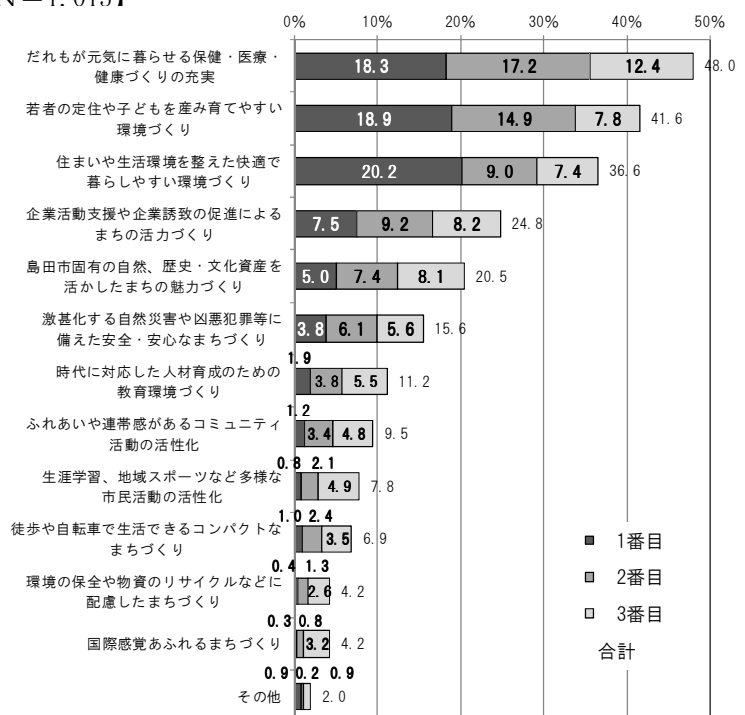 N＝1,015】
0% 10% 20% 30% 40% 50%
だれもが元気に暮らせる保健・医療・
健康づくりの充実
18.3 17.2 12.4 48.0
若者の定住や子どもを産み育てやすい
環境づくり
18.9 14.9 7.8 41.6
住まいや生活環境を整えた快適で
暮らしやすい環境づくり
20.2 9.0 7.4 36.6
企業活動支援や企業誘致の促進による
まちの活力づくり
7.5 9.2 8.2 24.8
島田市固有の自然、歴史・文化資産を
活かしたまちの魅力づくり
5.0 7.4 8.1 20.5
激甚化する自然災害や凶悪犯罪等に
備えた安全・安心なまちづくり
3.8 6.1 5.6 15.6
時代に対応した人材育成のための
教育環境づくり
1.9 3.8 5.5 11.2
ふれあいや連帯感があるコミュニティ
活動の活性化
1.2 3.4 4.8 9.5
生涯学習、地域スポーツなど多様な
市民活動の活性化
0.8 2.1 4.9 7.8
徒歩や自転車で生活できるコンパクトな
まちづくり
1.0 2.4 3.5 6.9
環境の保全や物資のリサイクルなどに
配慮したまちづくり
0.4 1.3 2.6 4.2
国際感覚あふれるまちづくり
0.3 0.8 3.2 4.2
その他
0.9 0.2 0.9 2.0
1番目
2番目
3番目
合計